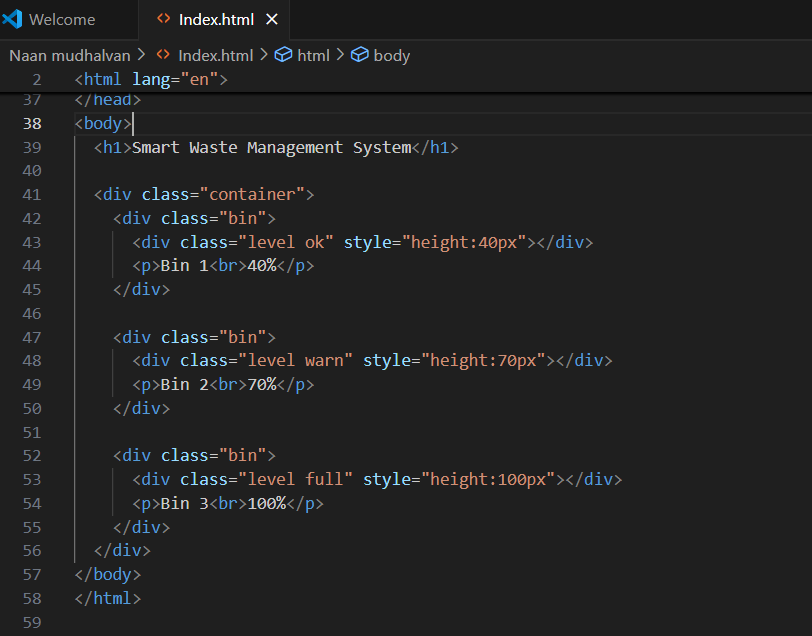 Welcome Index.html
Naan mudhalvan > Index.html > html > body
2 <html lang="en">
37 </head>
38 <body>
39 <h1>Smart Waste Management System</h1>
40
41 <div class="container">
42 <div class="bin">
43 <div class="level ok" style="height:40px"></div>
44 <p>Bin 1<br>40%</p>
45 </div>
46
47 <div class="bin">
48 <div class="level warn" style="height:70px"></div>
49 <p>Bin 2<br>70%</p>
50 </div>
51
52 <div class="bin">
53 <div class="level full" style="height:100px"></div>
54 <p>Bin 3<br>100%</p>
55 </div>
56 </div>
57 </body>
58 </html>
59